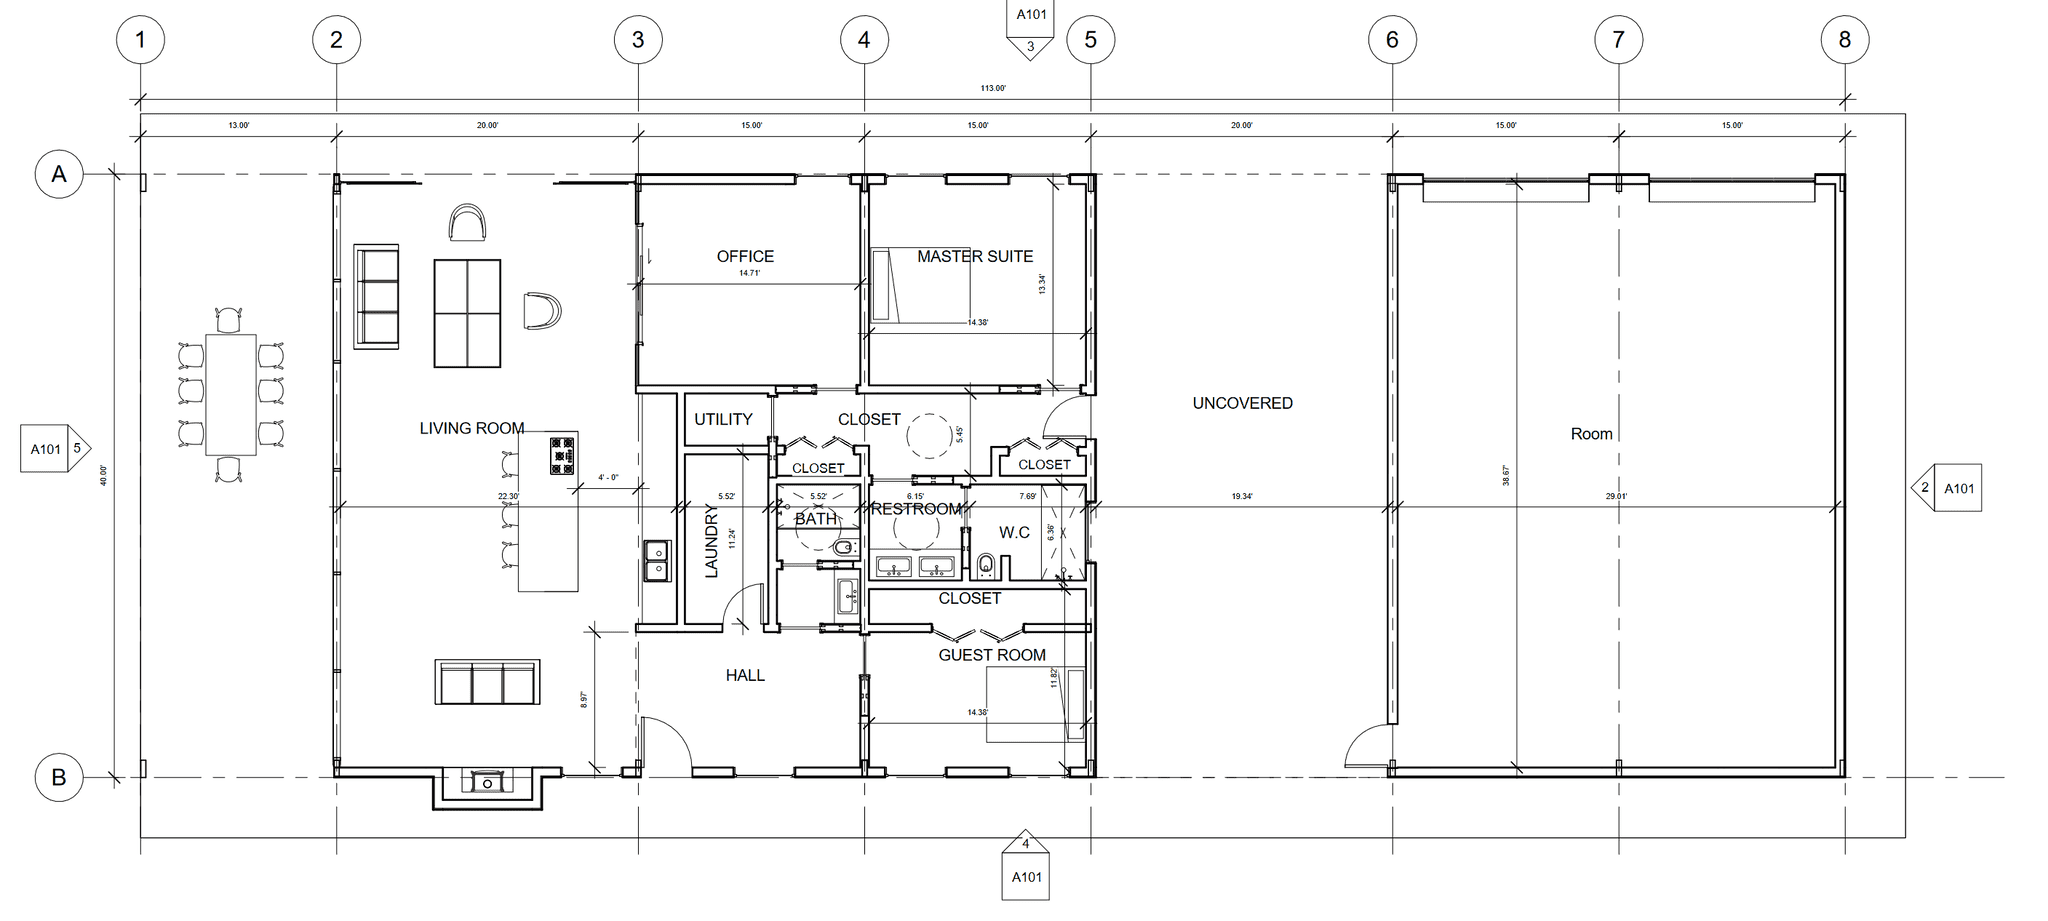 A101
3
1
2
3
4
5
6
7
8
113.00'
13.00'
20.00'
15.00'
15.00'
20.00'
15.00'
15.00'
A
OFFICE
14.71'
MASTER SUITE
13.34'
14.38'
UNCOVERED
LIVING ROOM
UTILITY
CLOSET
5.45'
Room
A101
5
40.00'
CLOSET
CLOSET
4' - 0"
38.67'
2
A101
22.30'
5.52'
5.52'
6.15'
7.69'
19.34'
29.01'
RESTROOM
BATH
W.C
6.36'
LAUNDRY
11.24'
CLOSET
GUEST ROOM
HALL
11.82'
8.97'
14.38'
B
4
A101